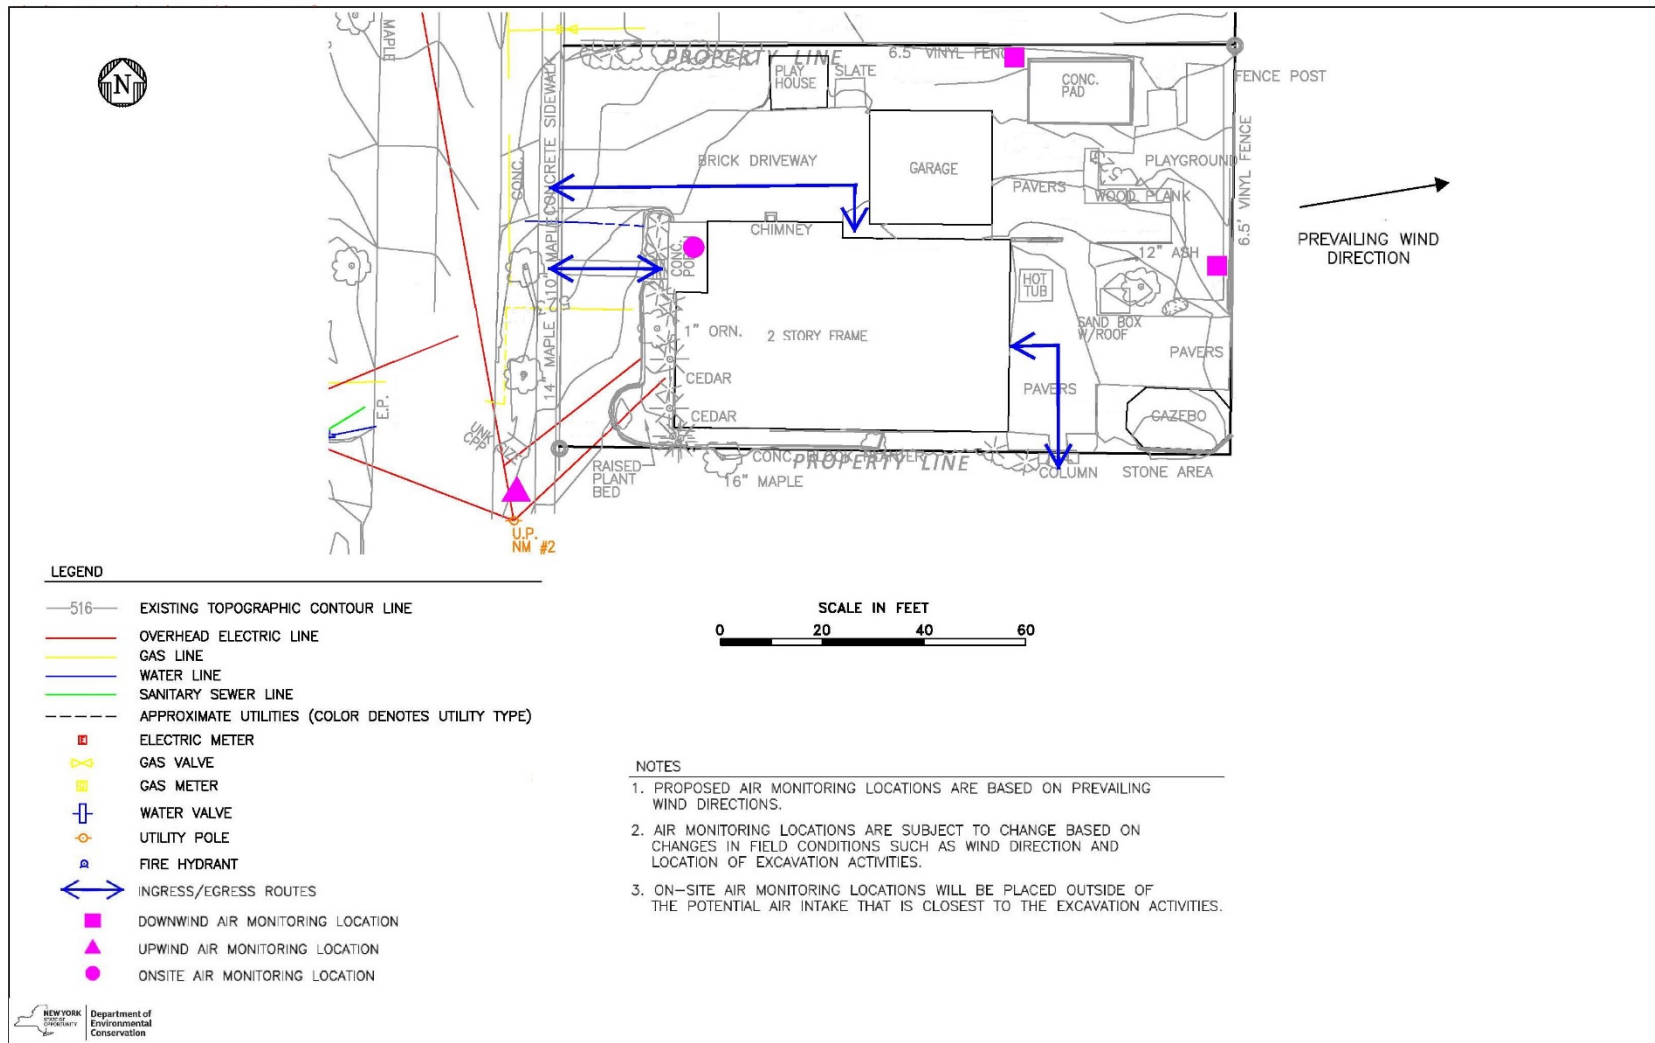 N
MAPLE
PROPERTY LINE
6.5' VINYL FENCE
FENCE POST
PLAY
HOUSE
SLATE
CONC.
PAD
CONCRETE SIDEWALK
CONC.
BRICK DRIVEWAY
GARAGE
PAVERS
PLAYGROUND
WOOD PLANK
6.5' VINYL FENCE
PREVAILING WIND
DIRECTION
CHIMNEY
CONC.
12" ASH
HOT
TUB
SAND BOX
W/ROOF
14" MAPLE
10" MAPLE
1" ORN.
2 STORY FRAME
PAVERS
CEDAR
PAVERS
CEDAR
GAZEBO
E.P.
UNK SIZE
CPP
RAISED
PLANT
BED
CONC. BLOCK
PROPERTY LINE
16" MAPLE
COLUMN
STONE AREA
U.P.
NM #2
LEGEND
516
EXISTING TOPOGRAPHIC CONTOUR LINE
OVERHEAD ELECTRIC LINE
GAS LINE
WATER LINE
SANITARY SEWER LINE
APPROXIMATE UTILITIES (COLOR DENOTES UTILITY TYPE)
ELECTRIC METER
GAS VALVE
GAS METER
WATER VALVE
UTILITY POLE
FIRE HYDRANT
INGRESS/EGRESS ROUTES
DOWNWIND AIR MONITORING LOCATION
UPWIND AIR MONITORING LOCATION
ONSITE AIR MONITORING LOCATION
SCALE IN FEET
0 20 40 60
NOTES
1. PROPOSED AIR MONITORING LOCATIONS ARE BASED ON PREVAILING
WIND DIRECTIONS.
2. AIR MONITORING LOCATIONS ARE SUBJECT TO CHANGE BASED ON
CHANGES IN FIELD CONDITIONS SUCH AS WIND DIRECTION AND
LOCATION OF EXCAVATION ACTIVITIES.
3. ON-SITE AIR MONITORING LOCATIONS WILL BE PLACED OUTSIDE OF
THE POTENTIAL AIR INTAKE THAT IS CLOSEST TO THE EXCAVATION ACTIVITIES.
NEW YORK
STATE OF
OPPORTUNITY
Department of
Environmental
Conservation